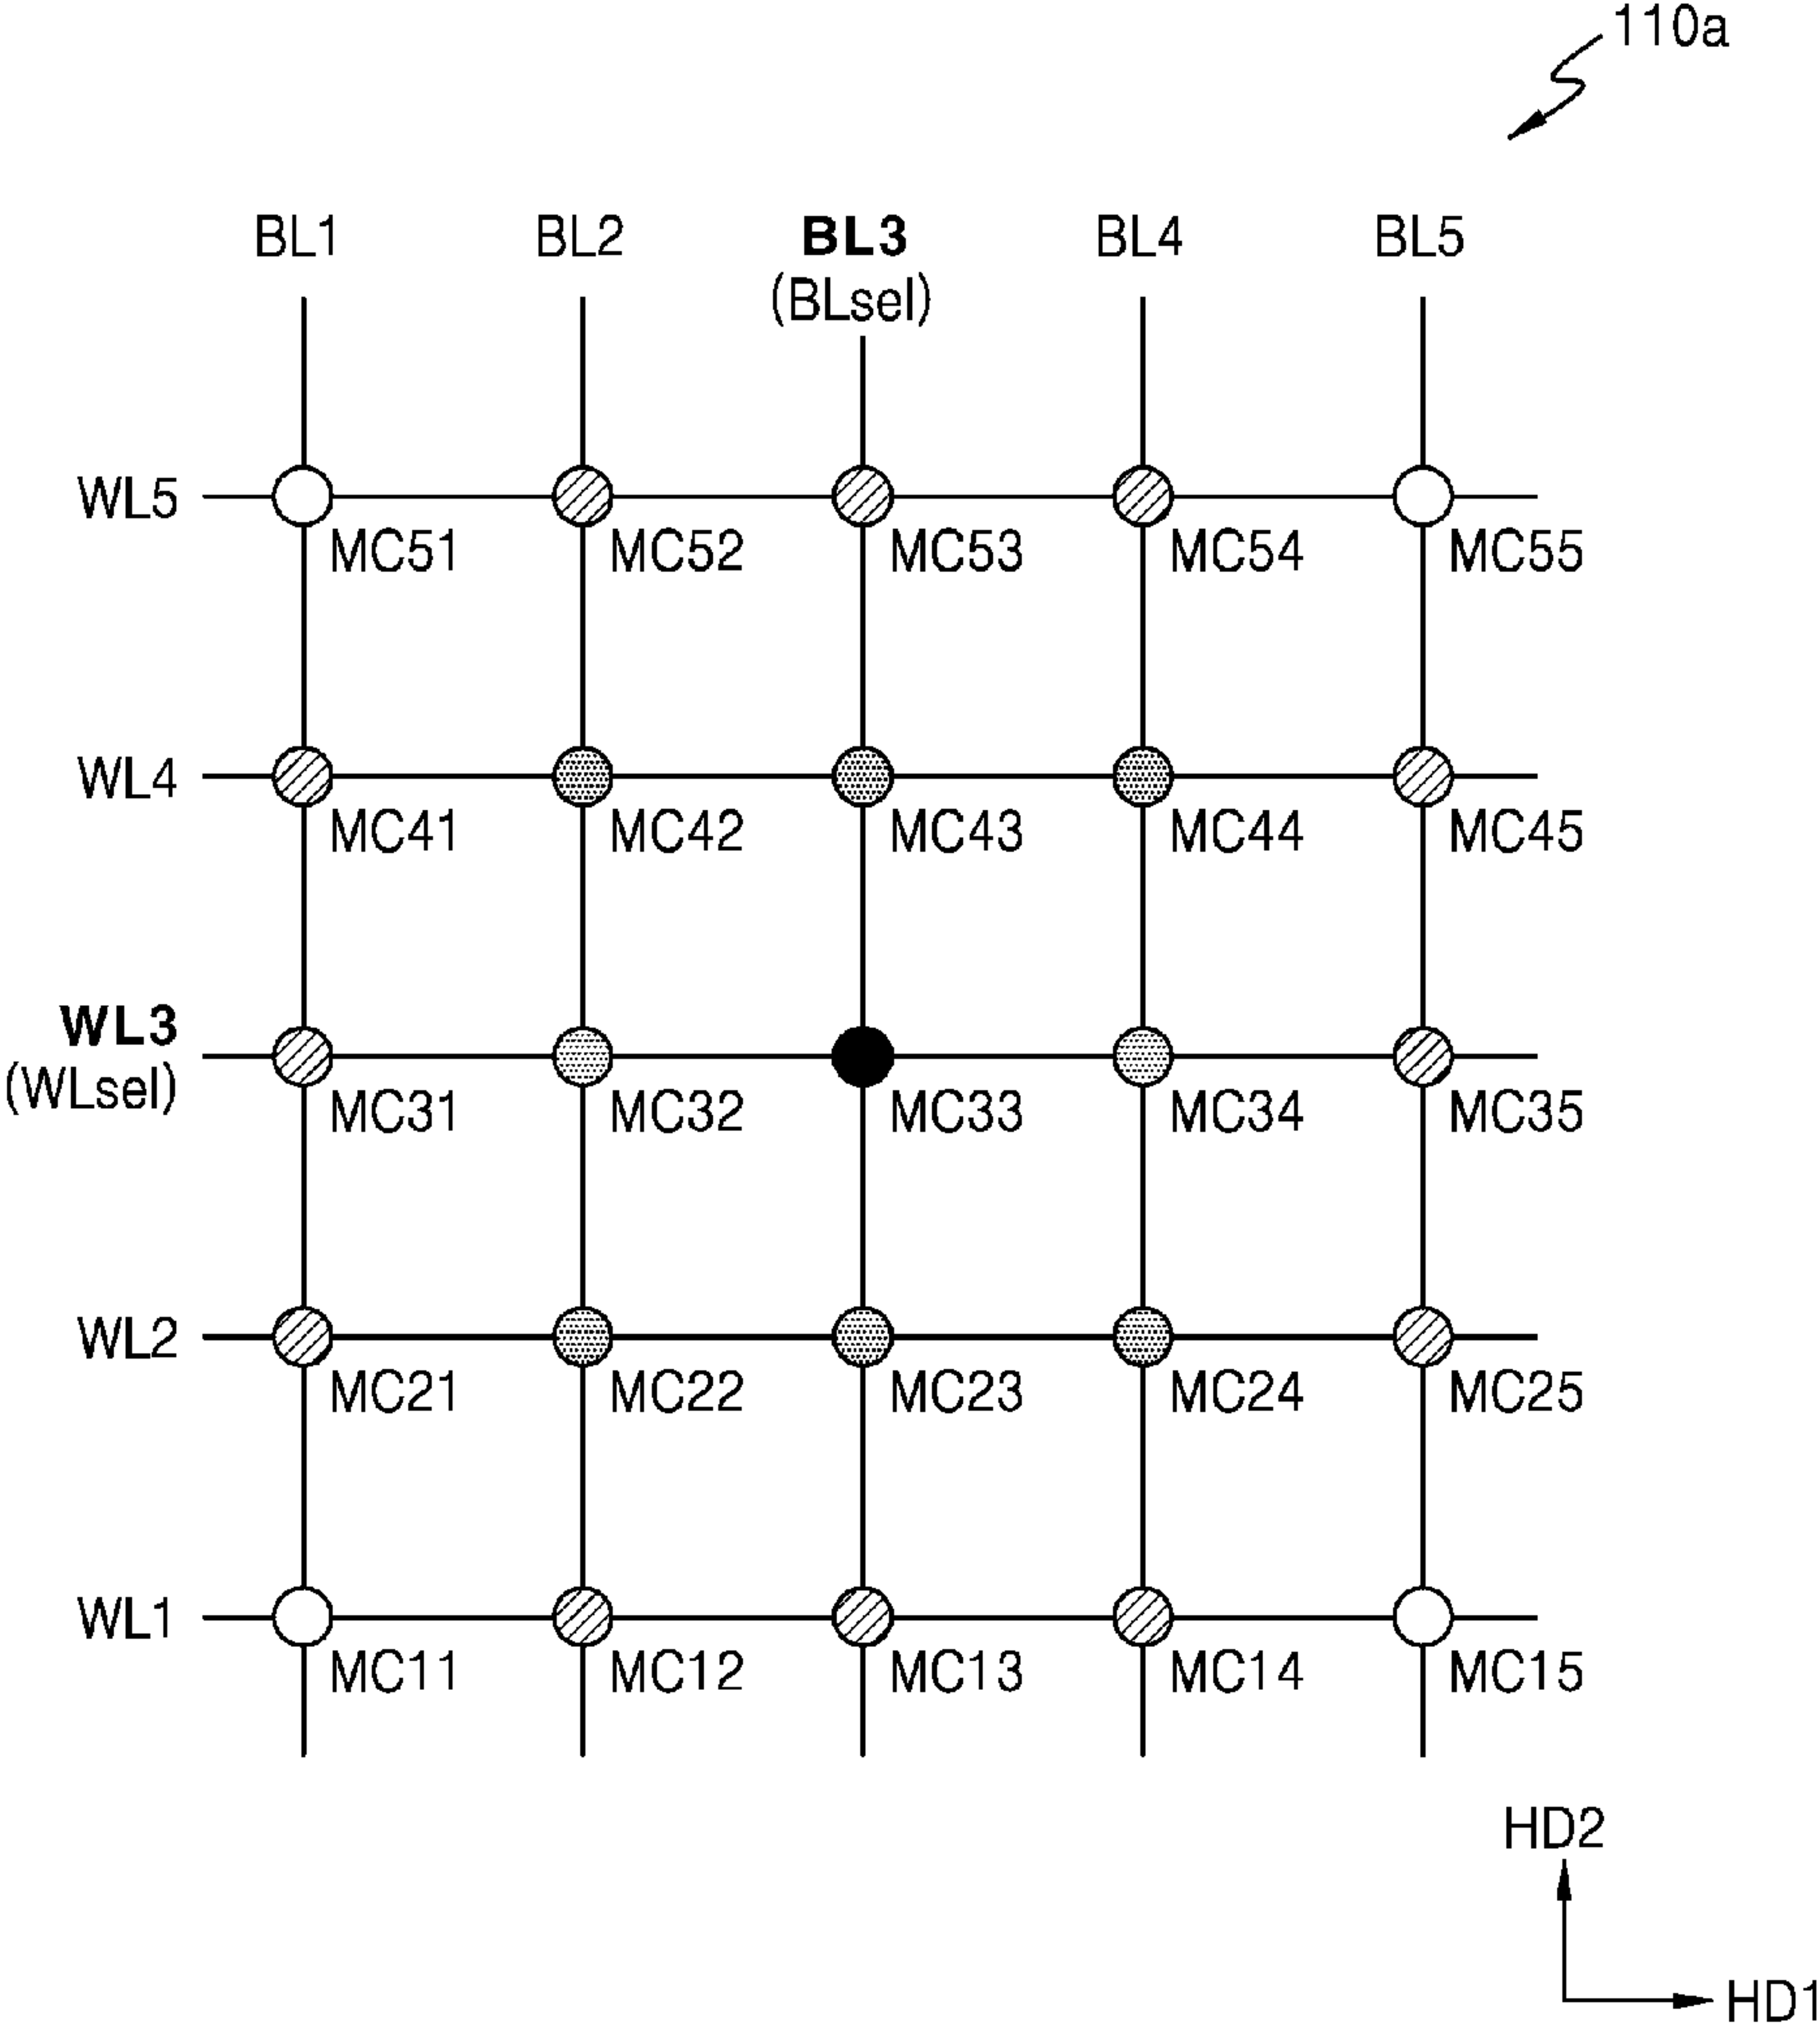 110a
BL1 BL2 BL3 BL4 BL5
(BLsel)
WL5
MC51 MC52 MC53 MC54 MC55
WL4
MC41 MC42 MC43 MC44 MC45
WL3
(WLsel)
MC31 MC32 MC33 MC34 MC35
WL2
MC21 MC22 MC23 MC24 MC25
WL1
MC11 MC12 MC13 MC14 MC15
HD2
HD1